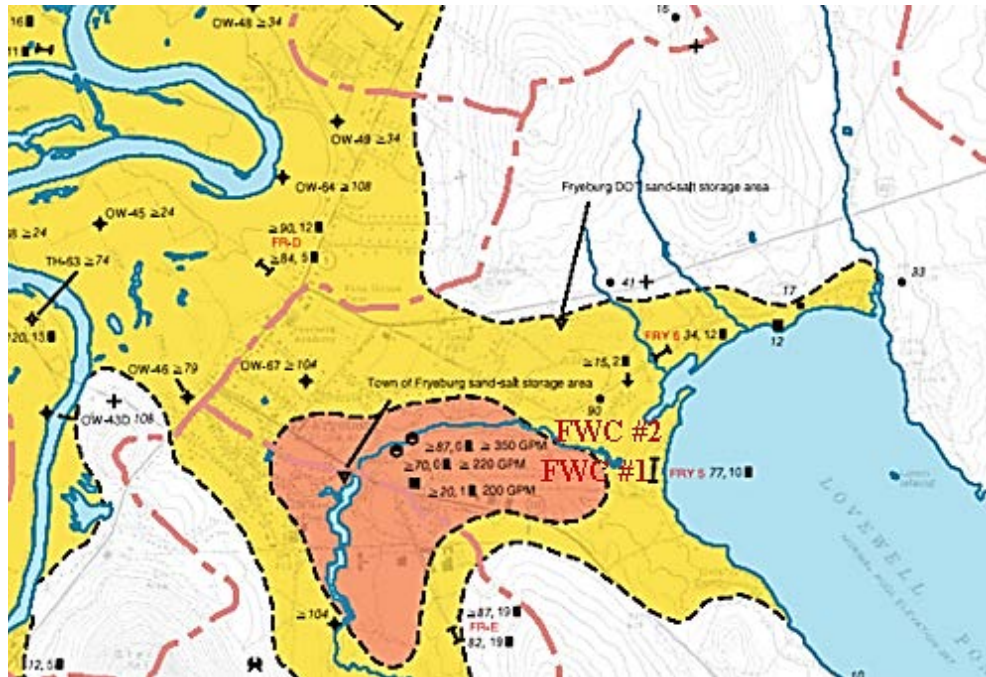 16
OW-48 ≥34
16
11
OW-49 ≥34
OW-64 ≥108
Fryeburg DOT sand-salt storage area
OW-45 ≥24
≥90, 12
FR-D
≥84, 5
≥24
TH-63 ≥74
41
33
17
120, 13
FRY 6 34, 12
12
OW-46 ≥79
OW-67 ≥104
≥15, 2
Town of Fryeburg sand-salt storage area
90
OW-43D 108
FWC #2
≥87, 0 ≥350 GPM
FWC #1
≥70, 0 ≥220 GPM
FRY 5 77, 10
≥20, 1 200 GPM
LOVEWELL
≥104
≥87, 19
FR-E
82, 19
12, 5
10